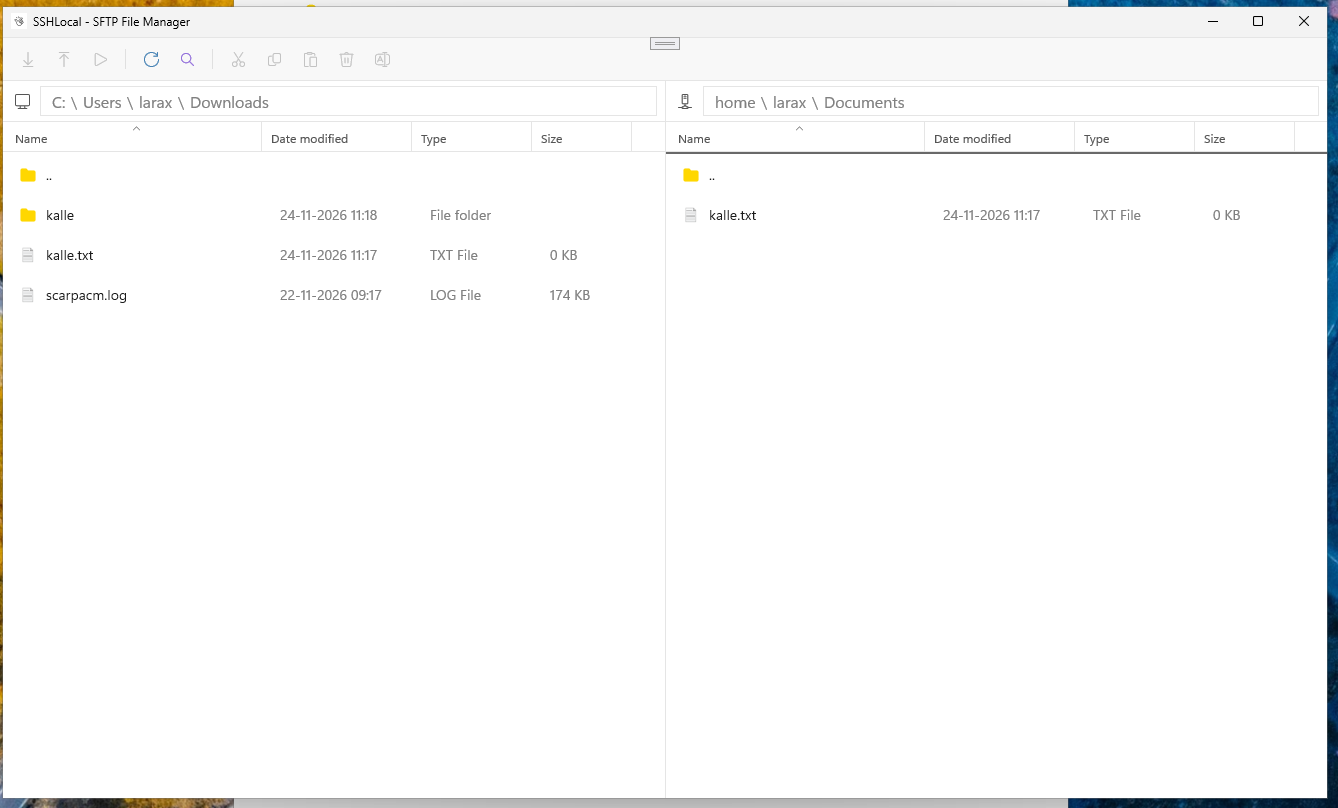 SSHLocal - SFTP File Manager
C: \ Users \ larax \ Downloads
home \ larax \ Documents
Name Date modified Type Size
Name Date modified Type Size
..
kalle 24-11-2026 11:18 File folder
kalle.txt 24-11-2026 11:17 TXT File 0 KB
scarpacm.log 22-11-2026 09:17 LOG File 174 KB
..
kalle.txt 24-11-2026 11:17 TXT File 0 KB